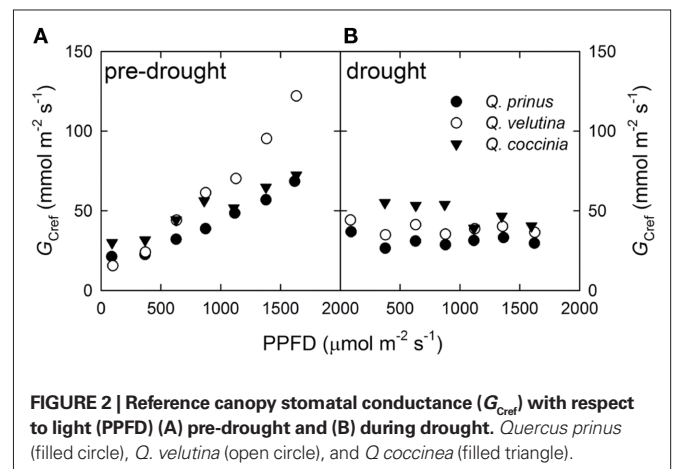 A
B
150
100
50
0
G_Cref (mmol m⁻² s⁻¹)
pre-drought
drought
Q. prinus
Q. velutina
Q. coccinia
150
100
50
0
G_Cref (mmol m⁻² s⁻¹)
0 500 1000 1500 2000 0 500 1000 1500 2000
PPFD (μmol m⁻² s⁻¹)
FIGURE 2 | Reference canopy stomatal conductance (G_Cref) with respect
to light (PPFD) (A) pre-drought and (B) during drought. Quercus prinus
(filled circle), Q. velutina (open circle), and Q coccinea (filled triangle).